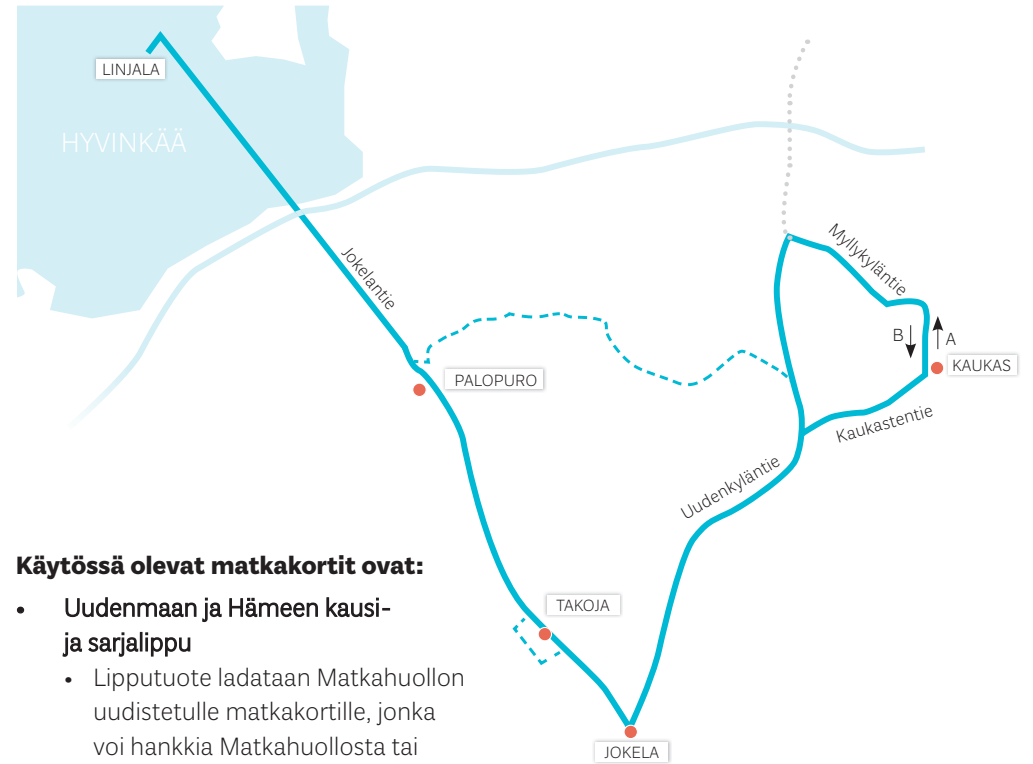 LINJALA
HYVINKÄÄ
Jokelantie
Myllykyläntie
B
A
KAUKAS
PALOPURO
Kaukastentie
Uudenkyläntie
Käytössä olevat matkakortit ovat:
• Uudenmaan ja Hämeen kausi-
ja sarjalippu
• Lipputuote ladataan Matkahuollon
uudistetulle matkakortille, jonka
voi hankkia Matkahuollosta tai
TAKOJA
JOKELA